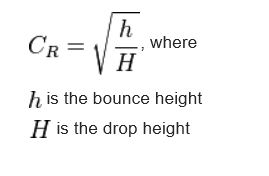 C_R = √(h/H), where
h is the bounce height
H is the drop height